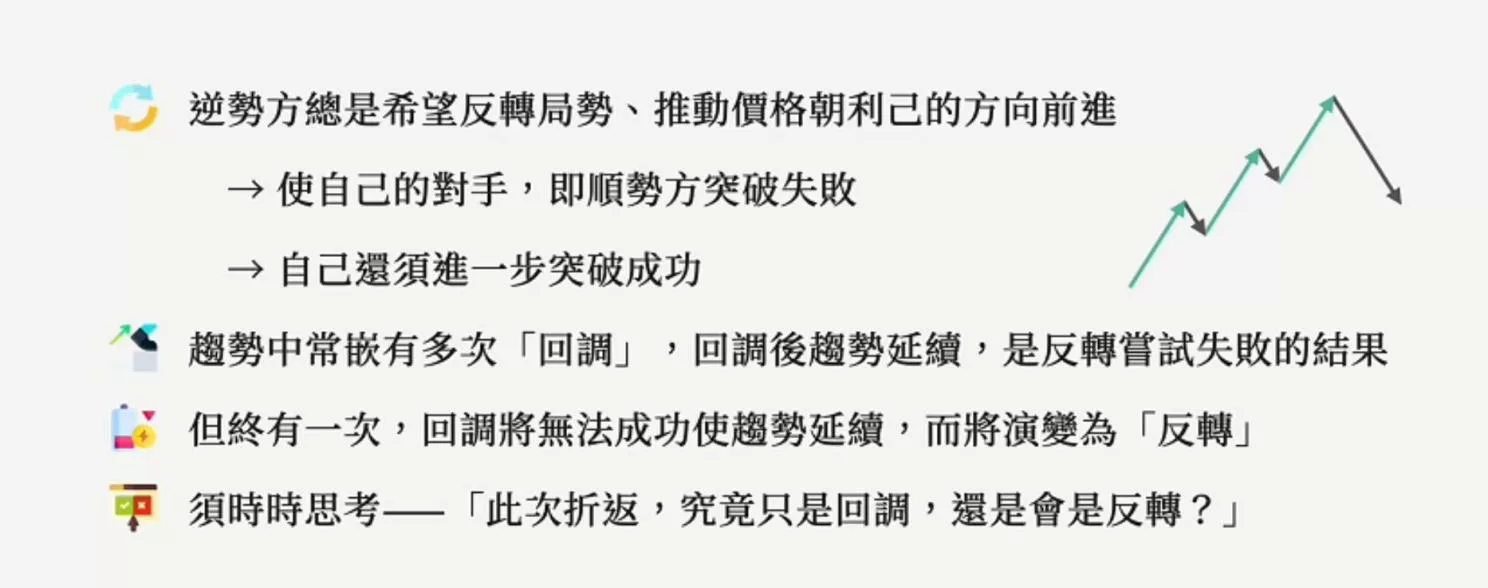 逆勢方總是希望反轉局勢、推動價格朝利己的方向前進
→ 使自己的對手，即順勢方突破失敗
→ 自己還須進一步突破成功
趨勢中常嵌有多次「回調」，回調後趨勢延續，是反轉嘗試失敗的結果
但終有一次，回調將無法成功使趨勢延續，而將演變為「反轉」
須時時思考——「此次折返，究竟只是回調，還是會是反轉？」